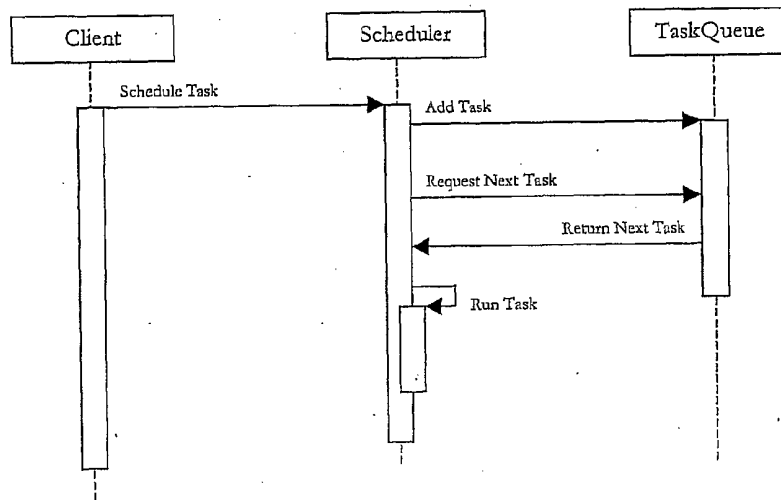 Client
Scheduler
TaskQueue
Schedule Task
Add Task
Request Next Task
Return Next Task
Run Task